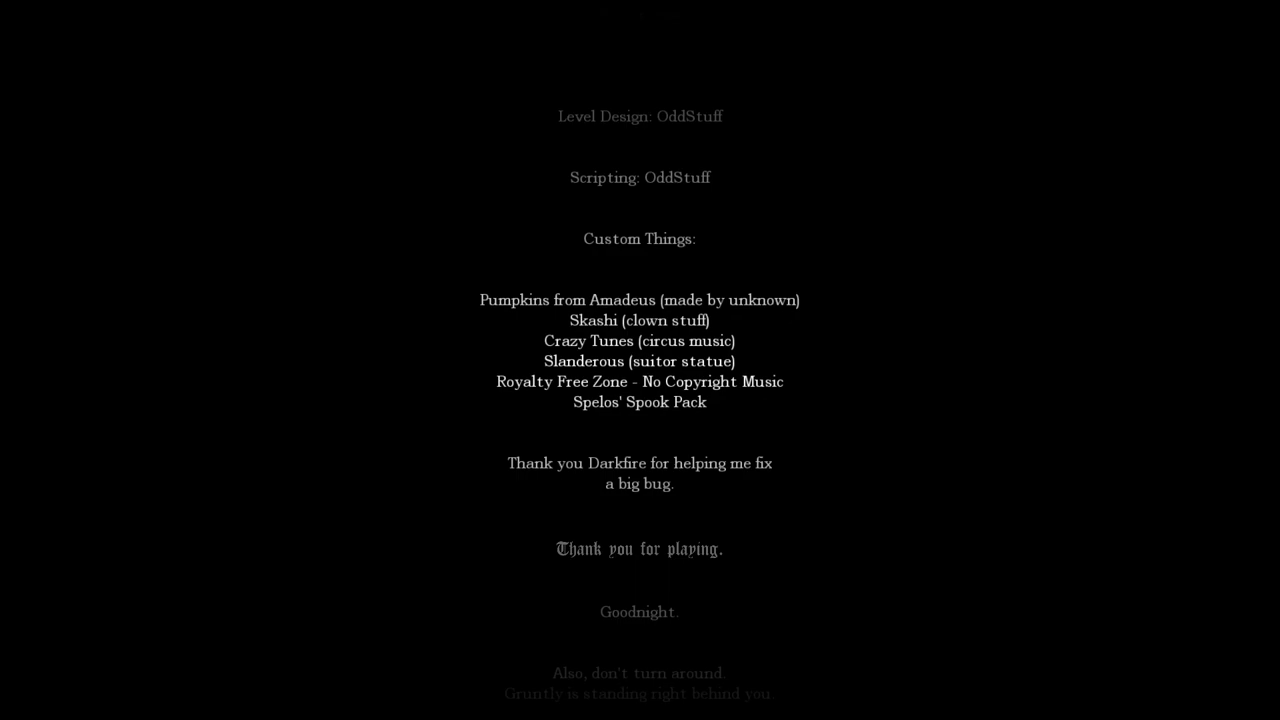 Level Design: OddStuff
Scripting: OddStuff
Custom Things:
Pumpkins from Amadeus (made by unknown)
Skashi (clown stuff)
Crazy Tunes (circus music)
Slanderous (suitor statue)
Royalty Free Zone - No Copyright Music
Spelos' Spook Pack
Thank you Darkfire for helping me fix
a big bug.
Thank you for playing.
Goodnight.
Also, don't turn around.
Gruntly is standing right behind you.